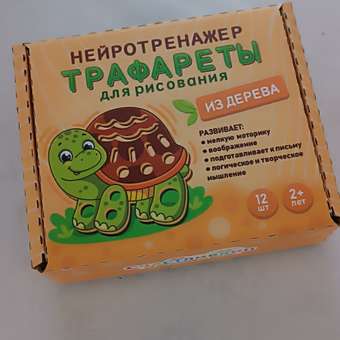 НЕЙРОТРЕНАЖЕР
ТРАФАРЕТЫ
ДЛЯ РИСОВАНИЯ
ИЗ ДЕРЕВА
РАЗВИВАЕТ:
• мелкую моторику
• воображение
• подготавливает к письму
• логическое и творческое
мышление
12
шт
2+
лет